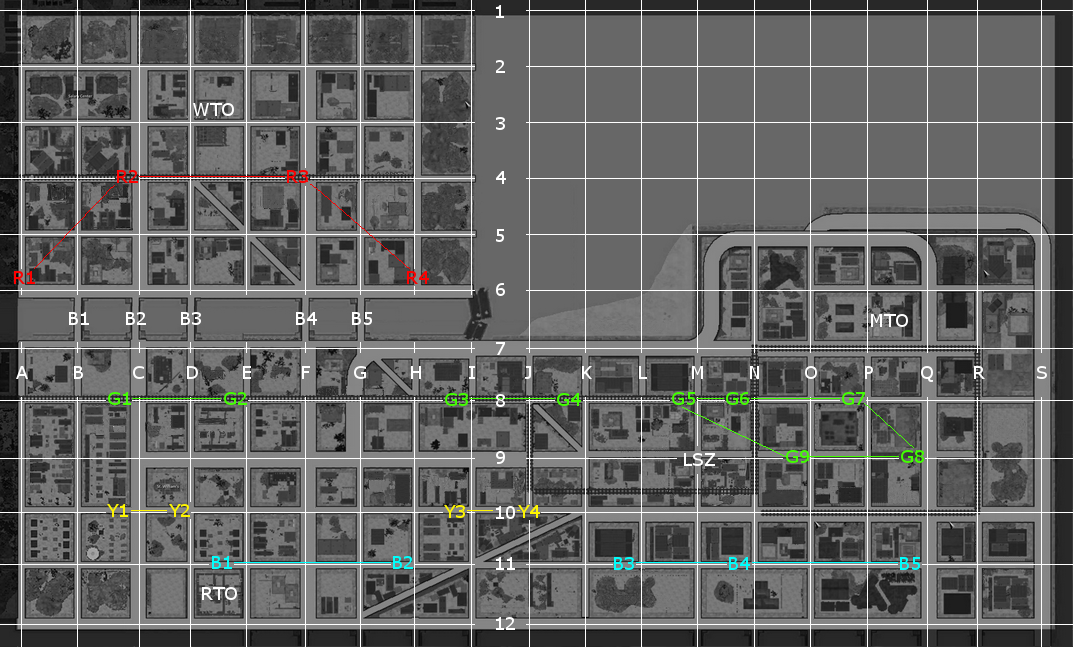 1
2
WTO
3
R2 R3 4
5
R1 R4
6
B1 B2 B3 B4 B5 MTO
7
A B C D E F G H I J K L M N O P Q R S
G1 G2 G3 8 G4 G5 G6 G7
9 LSZ G9 G8
Y1 Y2 Y3 10 Y4
B1 B2 11 B3 B4 B5
RTO
12